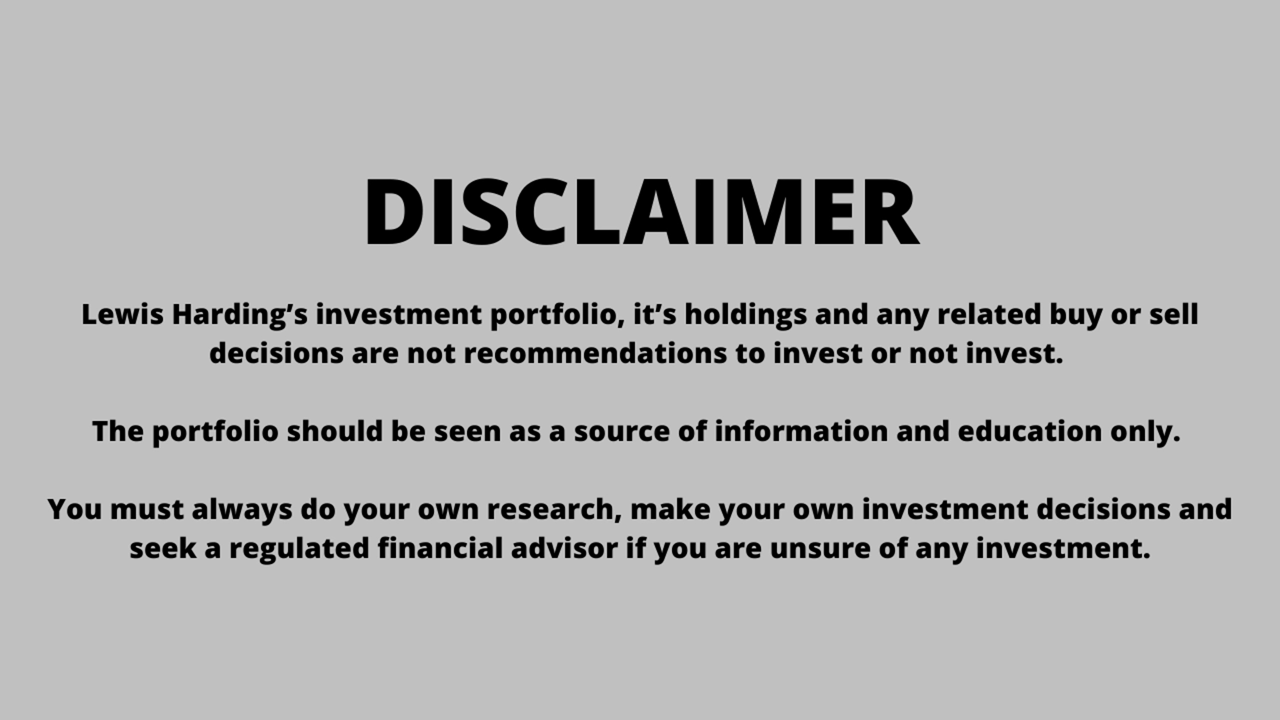 DISCLAIMER
Lewis Harding’s investment portfolio, it’s holdings and any related buy or sell
decisions are not recommendations to invest or not invest.
The portfolio should be seen as a source of information and education only.
You must always do your own research, make your own investment decisions and
seek a regulated financial advisor if you are unsure of any investment.